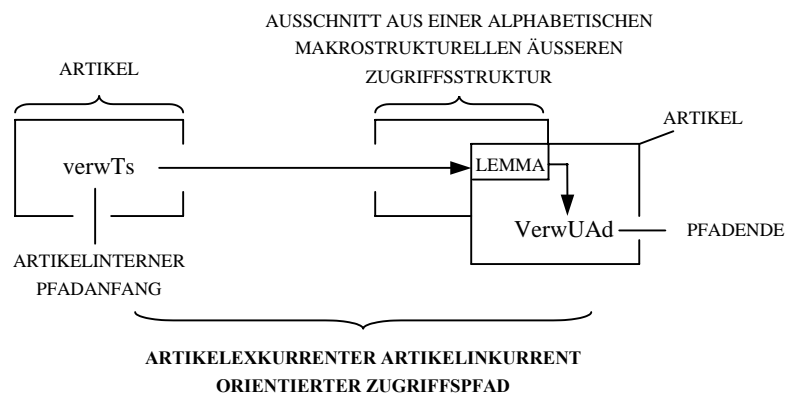 AUSSCHNITT AUS EINER ALPHABETISCHEN
MAKROSTRUKTURELLEN ÄUSSEREN
ZUGRIFFSSTRUKTUR
ARTIKEL
ARTIKEL
verwTs
LEMMA
VerwUAd
PFADENDE
ARTIKELINTERNER
PFADANFANG
ARTIKELEXKURRENTER ARTIKELINKURRENT
ORIENTIERTER ZUGRIFFSPFAD